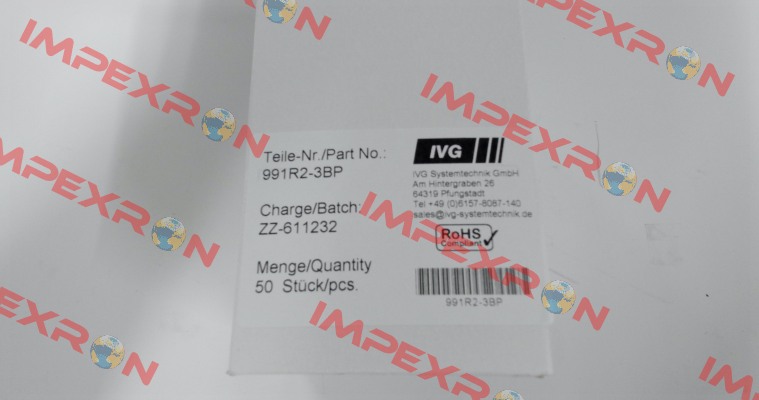 Teile-Nr./Part No.:
991R2-3BP
Charge/Batch:
ZZ-611232
Menge/Quantity
50 Stück/pcs.
IVG
IVG Systemtechnik GmbH
Am Hintergraben 26
64319 Pfungstadt
Tel +49 (0)6157-8087-140
sales@ivg-systemtechnik.de
RoHS
Compliant
991R2-3BP
IMPEXRON
IMPEXRON
IMPEXRON
IMPEXRON
IMPEXRON
IMPEXRON